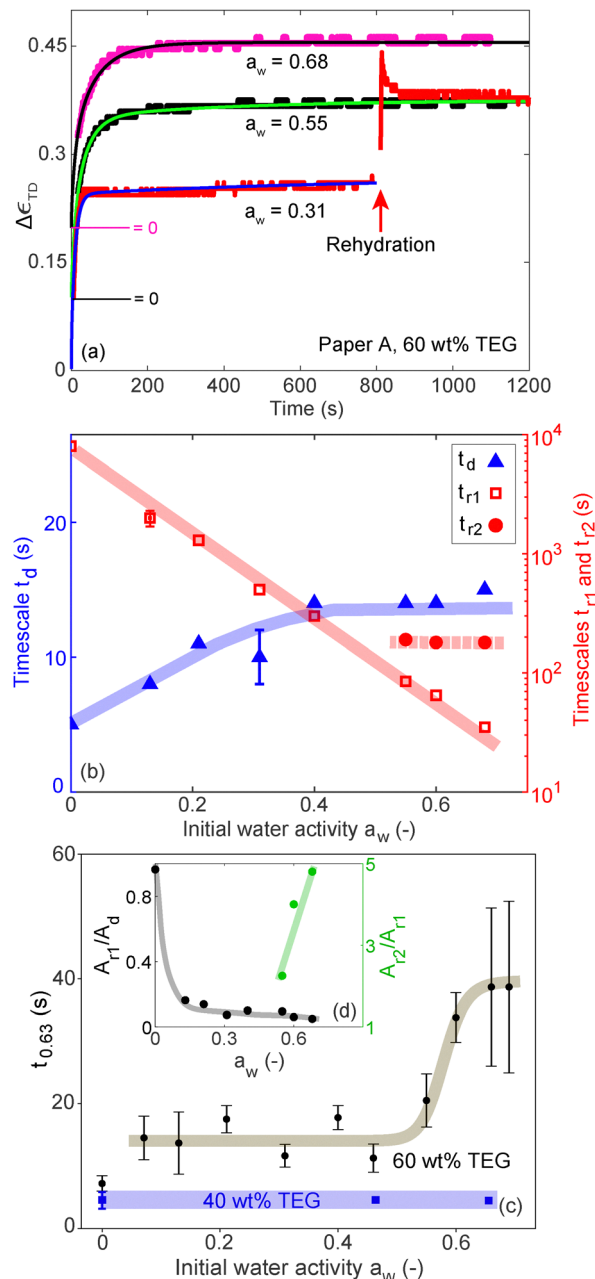 0.45
a_w = 0.68
a_w = 0.55
0.3
Δϵ_TD
a_w = 0.31
= 0
Rehydration
0.15
= 0
(a)
Paper A, 60 wt% TEG
0
0 200 400 600 800 1000 1200
Time (s)
10^4
t_d
t_r1
t_r2
20
10^3
Timescale t_d (s)
Timescales t_r1 and t_r2 (s)
10
10^2
0
(b)
10^1
0 0.2 0.4 0.6
Initial water activity a_w (-)
60
5
0.8
A_r1/A_d
A_r2/A_r1
3
0.4
40
0
(d)
1
0 0.3 0.6
a_w (-)
t_0.63 (s)
20
60 wt% TEG
40 wt% TEG
(c)
0
0 0.2 0.4 0.6
Initial water activity a_w (-)